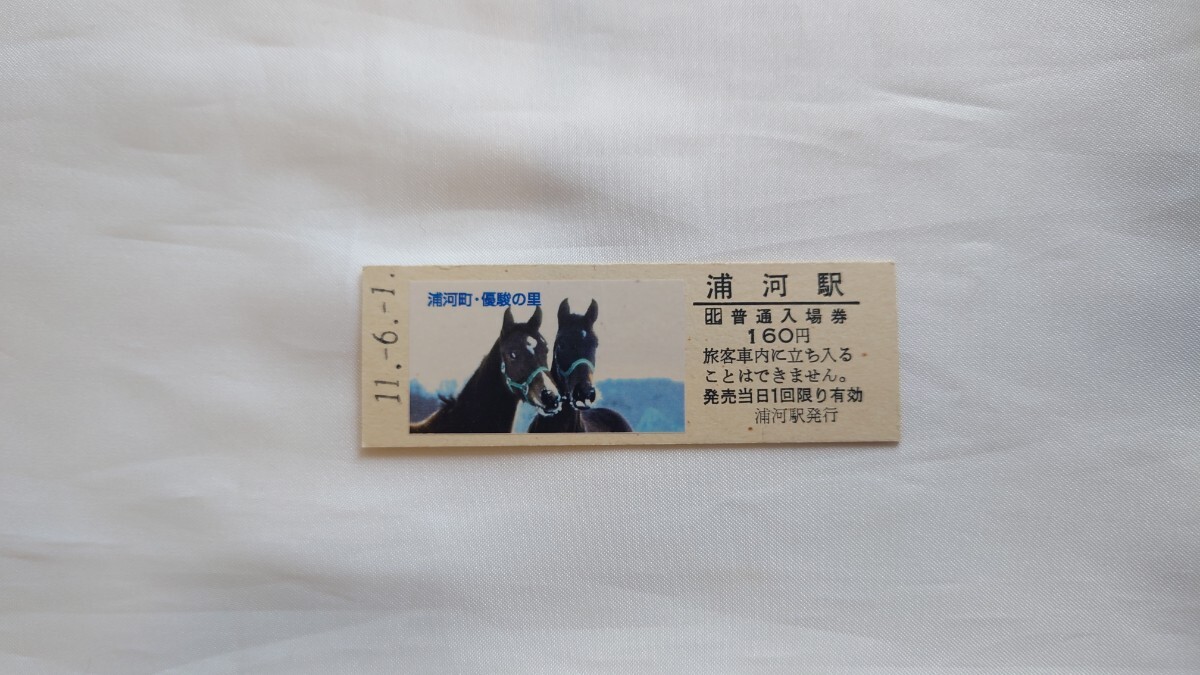 11.-6.-1.
浦河町・優駿の里
浦河駅
北 普通入場券
160円
旅客車内に立ち入る
ことはできません。
発売当日1回限り有効
浦河駅発行